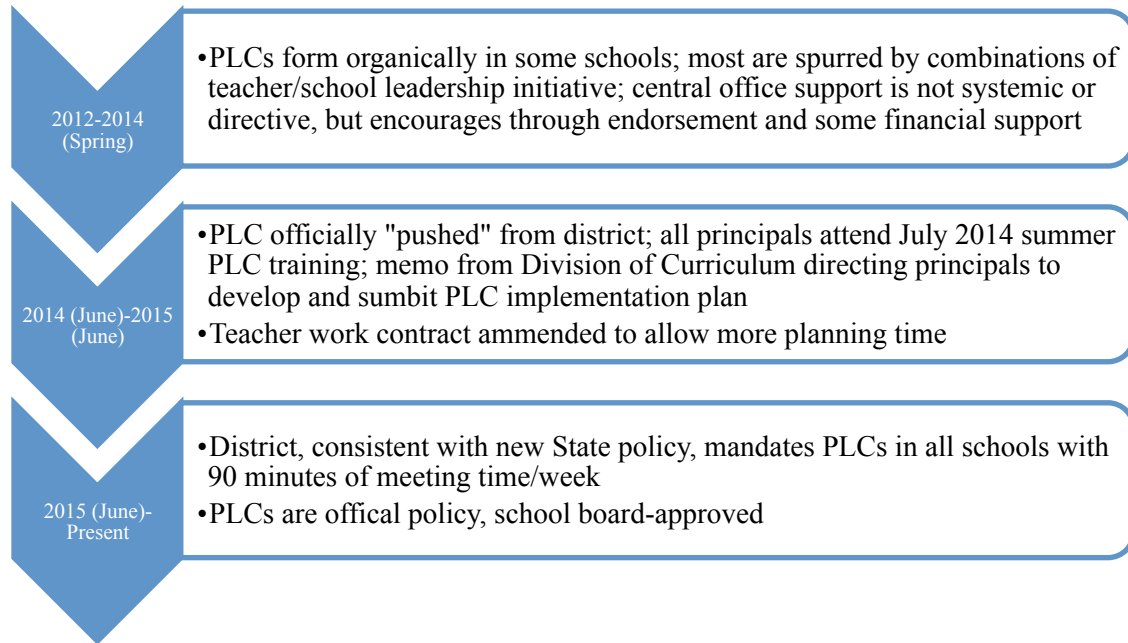 2012-2014
(Spring)
•PLCs form organically in some schools; most are spurred by combinations of
teacher/school leadership initiative; central office support is not systemic or
directive, but encourages through endorsement and some financial support
2014 (June)-2015
(June)
•PLC officially "pushed" from district; all principals attend July 2014 summer
PLC training; memo from Division of Curriculum directing principals to
develop and sumbit PLC implementation plan
•Teacher work contract ammended to allow more planning time
2015 (June)-
Present
•District, consistent with new State policy, mandates PLCs in all schools with
90 minutes of meeting time/week
•PLCs are offical policy, school board-approved